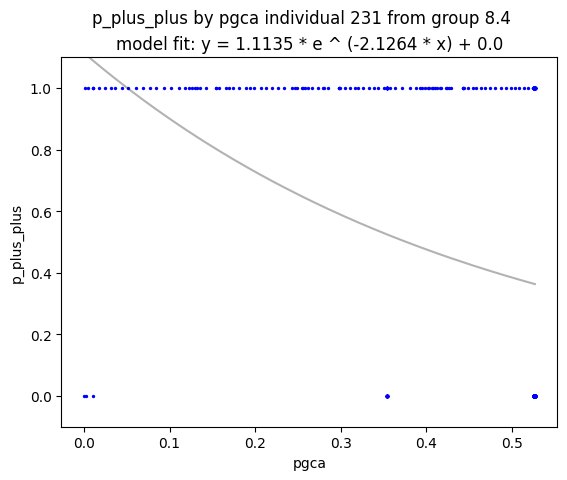 p_plus_plus by pgca individual 231 from group 8.4
model fit: y = 1.1135 * e ^ (-2.1264 * x) + 0.0
1.0
0.8
0.6
0.4
0.2
0.0
p_plus_plus
0.0 0.1 0.2 0.3 0.4 0.5
pgca